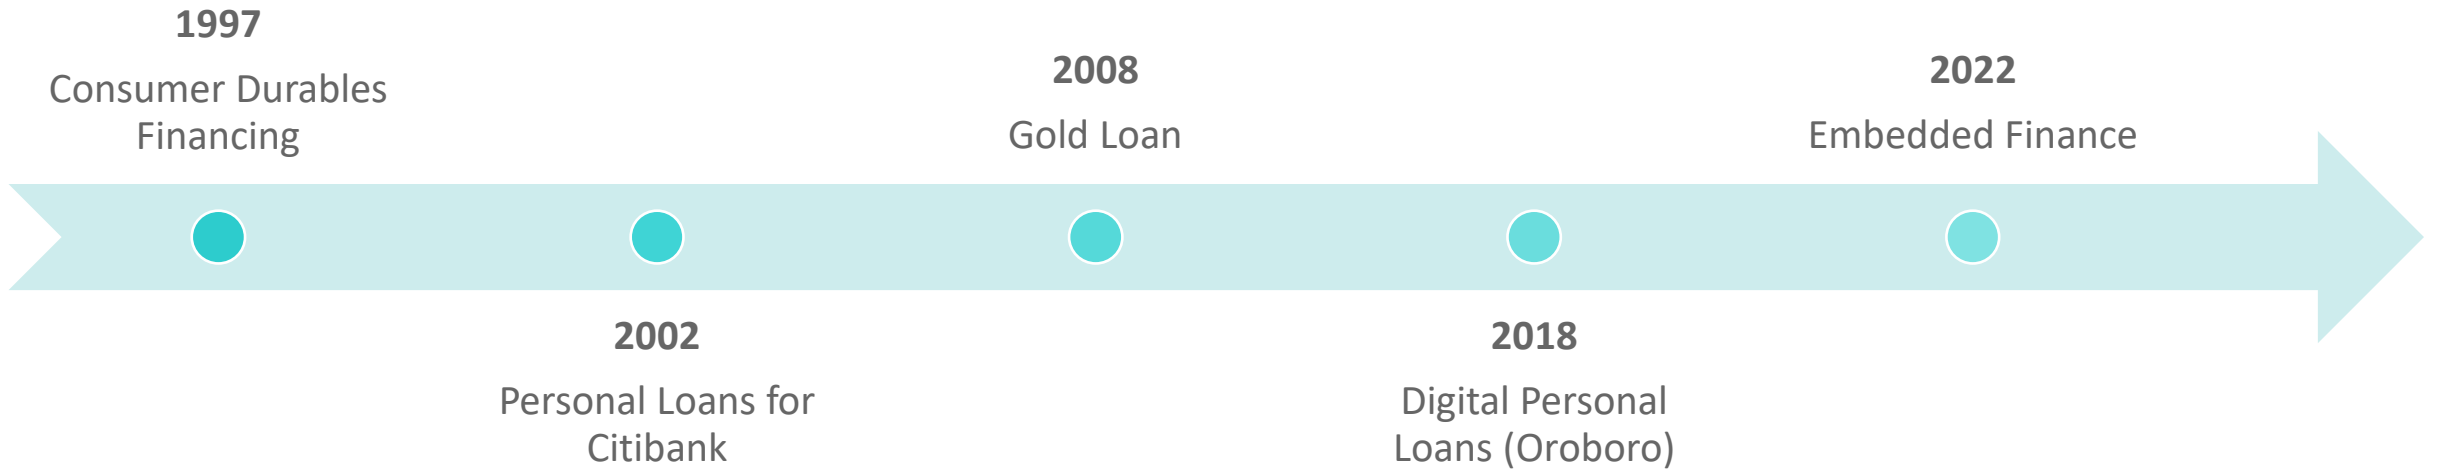 1997
Consumer Durables
Financing
2002
Personal Loans for
Citibank
2008
Gold Loan
2018
Digital Personal
Loans (Oroboro)
2022
Embedded Finance